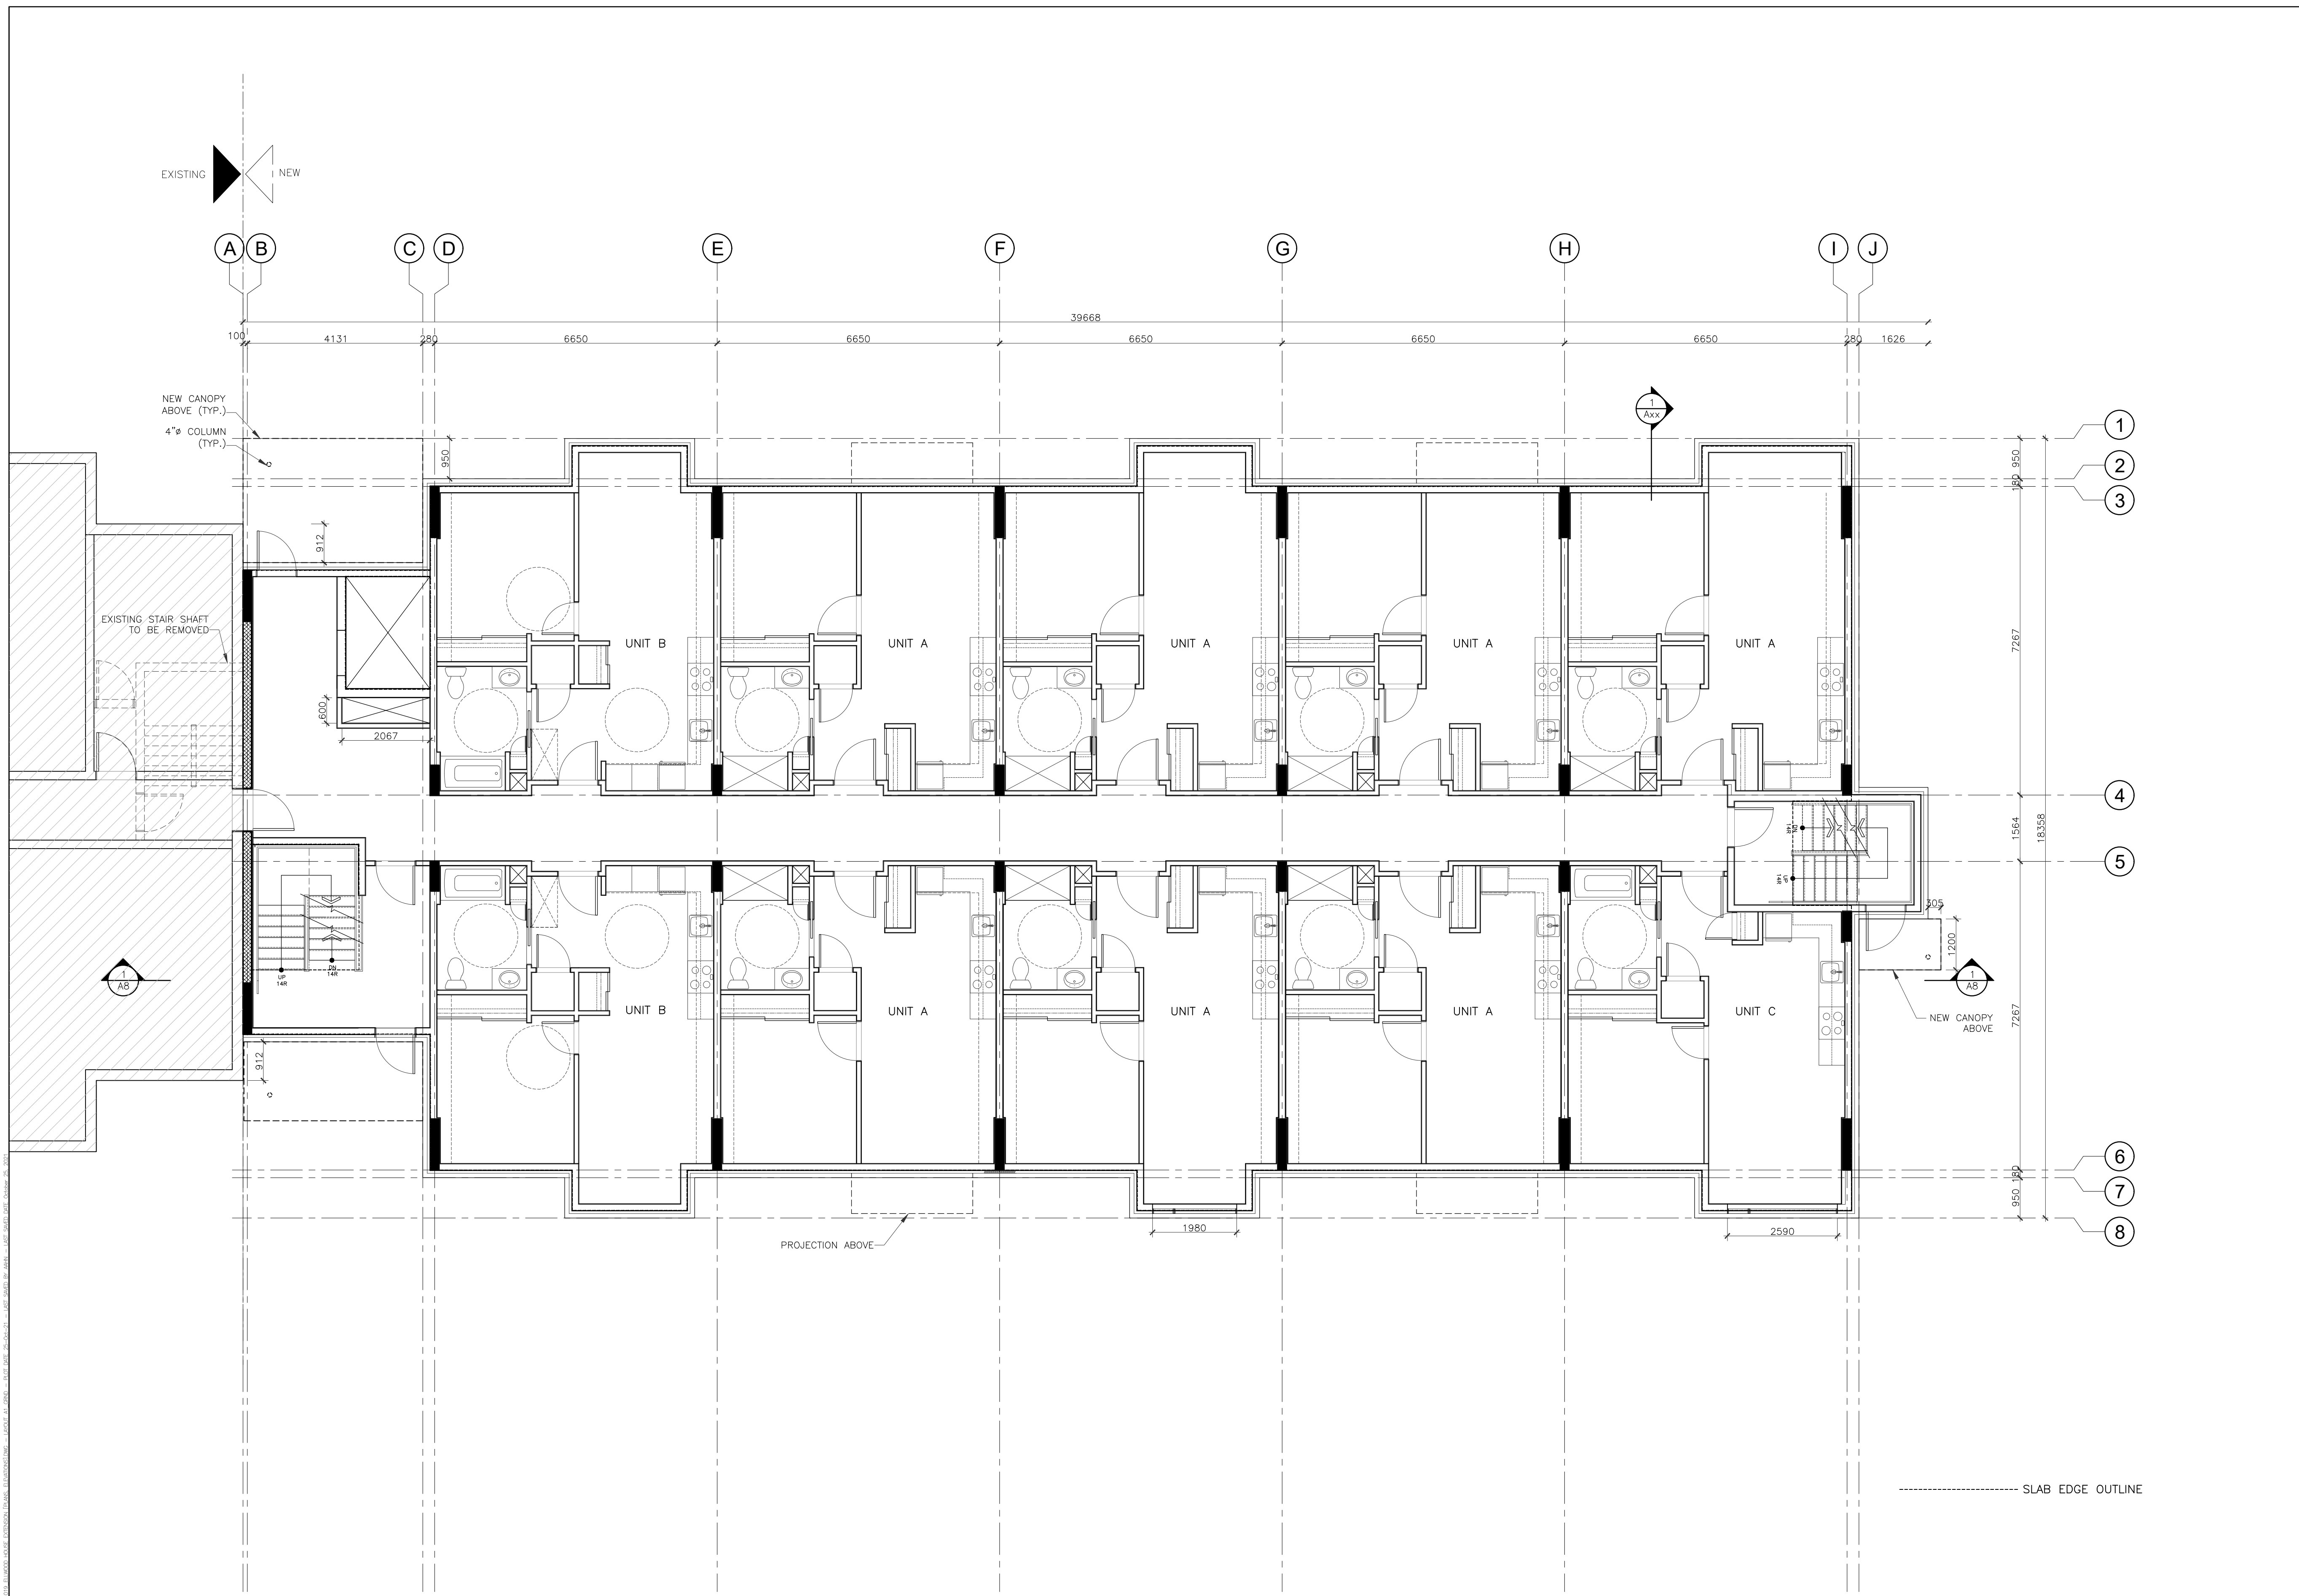 EXISTING
NEW
A
B
C
D
E
F
G
H
I
J
39668
100
4131
280
6650
6650
6650
6650
6650
280
1626
NEW CANOPY
ABOVE (TYP.)
4"ø COLUMN
(TYP.)
950
1
Axx
1
2
3
950
180
912
EXISTING STAIR SHAFT
TO BE REMOVED
UNIT B
UNIT A
UNIT A
UNIT A
UNIT A
7267
600
2067
4
DN
14R
1564
18358
5
UP
14R
305
1200
1
A8
UP
14R
DN
14R
1
A8
UNIT B
UNIT A
UNIT A
UNIT A
UNIT C
NEW CANOPY
ABOVE
7267
912
6
180
7
950
8
1980
2590
PROJECTION ABOVE
SLAB EDGE OUTLINE